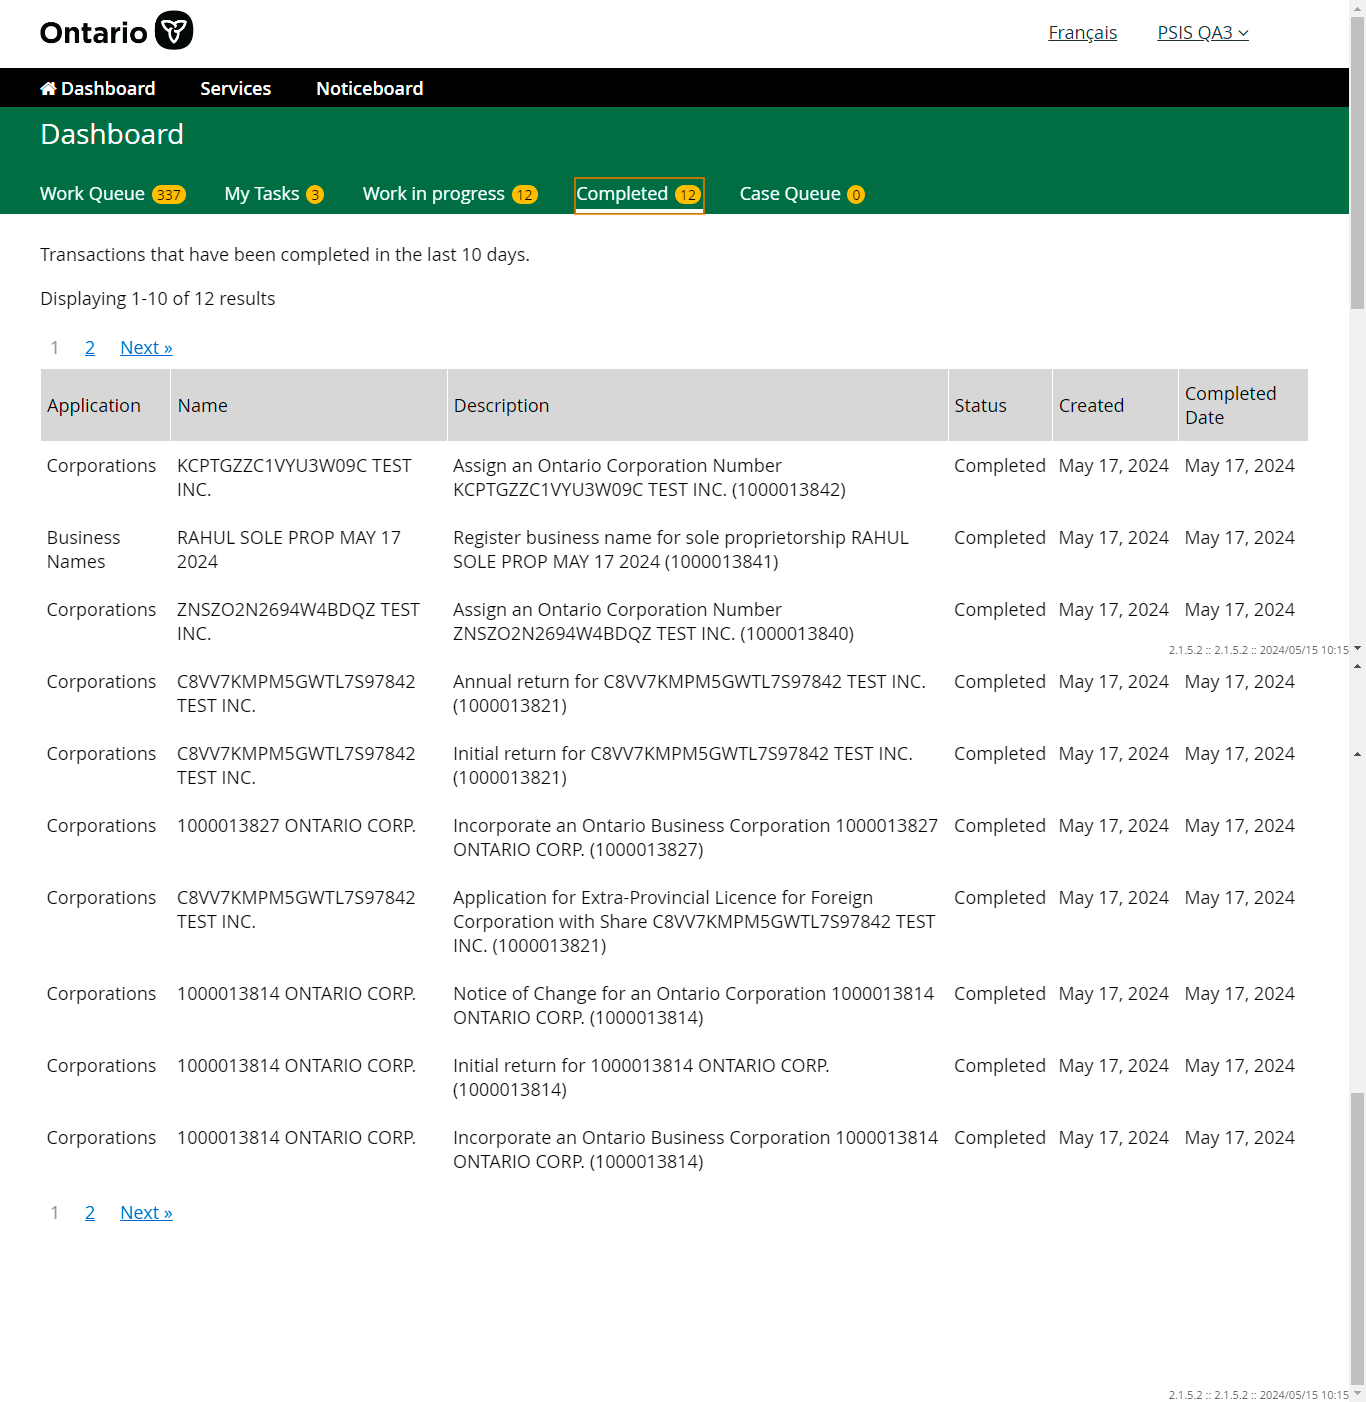 Ontario
Français PSIS QA3
Dashboard Services Noticeboard
Dashboard
Work Queue 337 My Tasks 3 Work in progress 12 Completed 12 Case Queue 0
Transactions that have been completed in the last 10 days.
Displaying 1-10 of 12 results
1 2 Next »
Application Name Description Status Created Completed
Date
Corporations KCPTGZZC1VYU3W09C TEST Assign an Ontario Corporation Number Completed May 17, 2024 May 17, 2024
INC. KCPTGZZC1VYU3W09C TEST INC. (1000013842)
Business RAHUL SOLE PROP MAY 17 Register business name for sole proprietorship RAHUL Completed May 17, 2024 May 17, 2024
Names 2024 SOLE PROP MAY 17 2024 (1000013841)
Corporations ZNSZO2N2694W4BDQZ TEST Assign an Ontario Corporation Number Completed May 17, 2024 May 17, 2024
INC. ZNSZO2N2694W4BDQZ TEST INC. (1000013840)
2.1.5.2 :: 2.1.5.2 :: 2024/05/15 10:15
Corporations C8VV7KMPM5GWTL7S97842 Annual return for C8VV7KMPM5GWTL7S97842 TEST INC. Completed May 17, 2024 May 17, 2024
TEST INC. (1000013821)
Corporations C8VV7KMPM5GWTL7S97842 Initial return for C8VV7KMPM5GWTL7S97842 TEST INC. Completed May 17, 2024 May 17, 2024
TEST INC. (1000013821)
Corporations 1000013827 ONTARIO CORP. Incorporate an Ontario Business Corporation 1000013827 Completed May 17, 2024 May 17, 2024
ONTARIO CORP. (1000013827)
Corporations C8VV7KMPM5GWTL7S97842 Application for Extra-Provincial Licence for Foreign Completed May 17, 2024 May 17, 2024
TEST INC. Corporation with Share C8VV7KMPM5GWTL7S97842 TEST
INC. (1000013821)
Corporations 1000013814 ONTARIO CORP. Notice of Change for an Ontario Corporation 1000013814 Completed May 17, 2024 May 17, 2024
ONTARIO CORP. (1000013814)
Corporations 1000013814 ONTARIO CORP. Initial return for 1000013814 ONTARIO CORP. Completed May 17, 2024 May 17, 2024
(1000013814)
Corporations 1000013814 ONTARIO CORP. Incorporate an Ontario Business Corporation 1000013814 Completed May 17, 2024 May 17, 2024
ONTARIO CORP. (1000013814)
1 2 Next »
2.1.5.2 :: 2.1.5.2 :: 2024/05/15 10:15